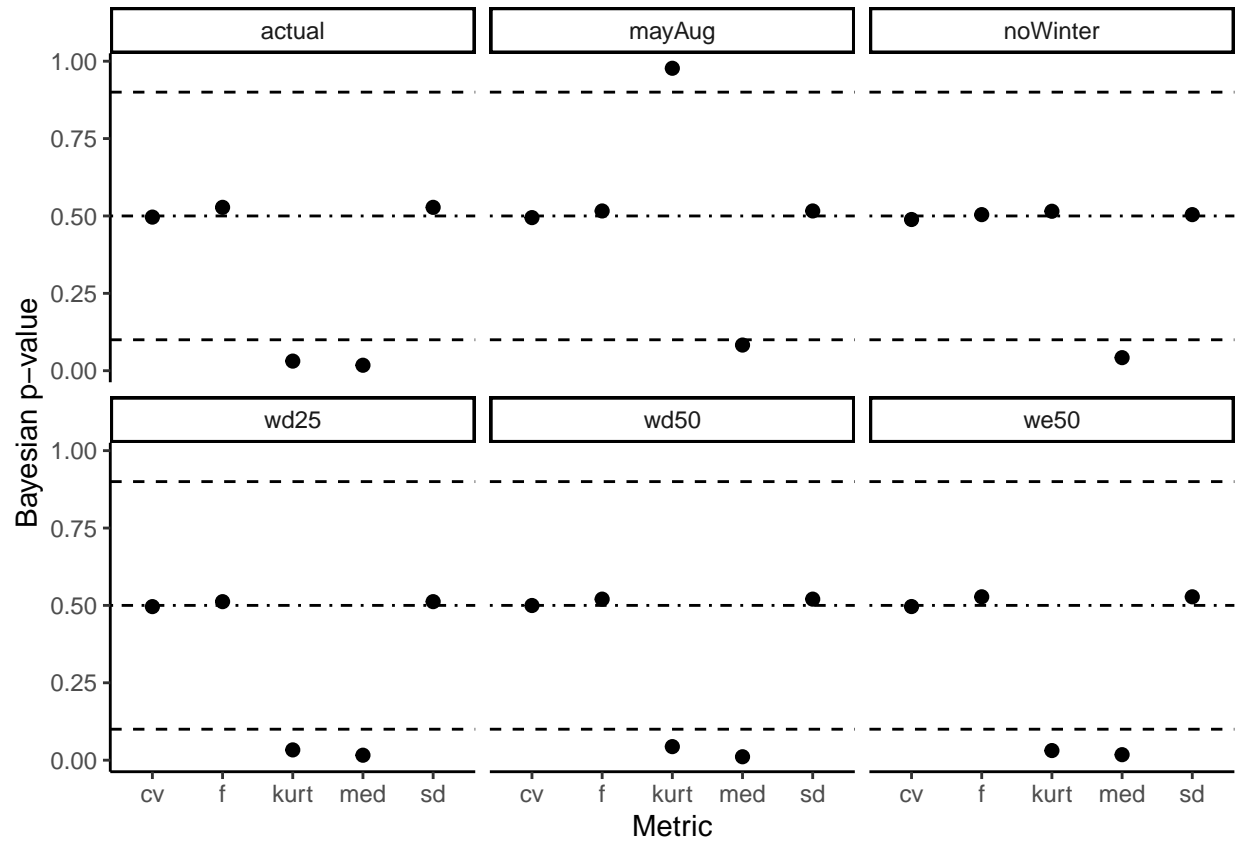 actual mayAug noWinter
1.00
0.75
0.50
0.25
0.00
wd25 wd50 we50
1.00
0.75
0.50
0.25
0.00
Bayesian p−value
cv f kurt med sd cv f kurt med sd cv f kurt med sd
Metric